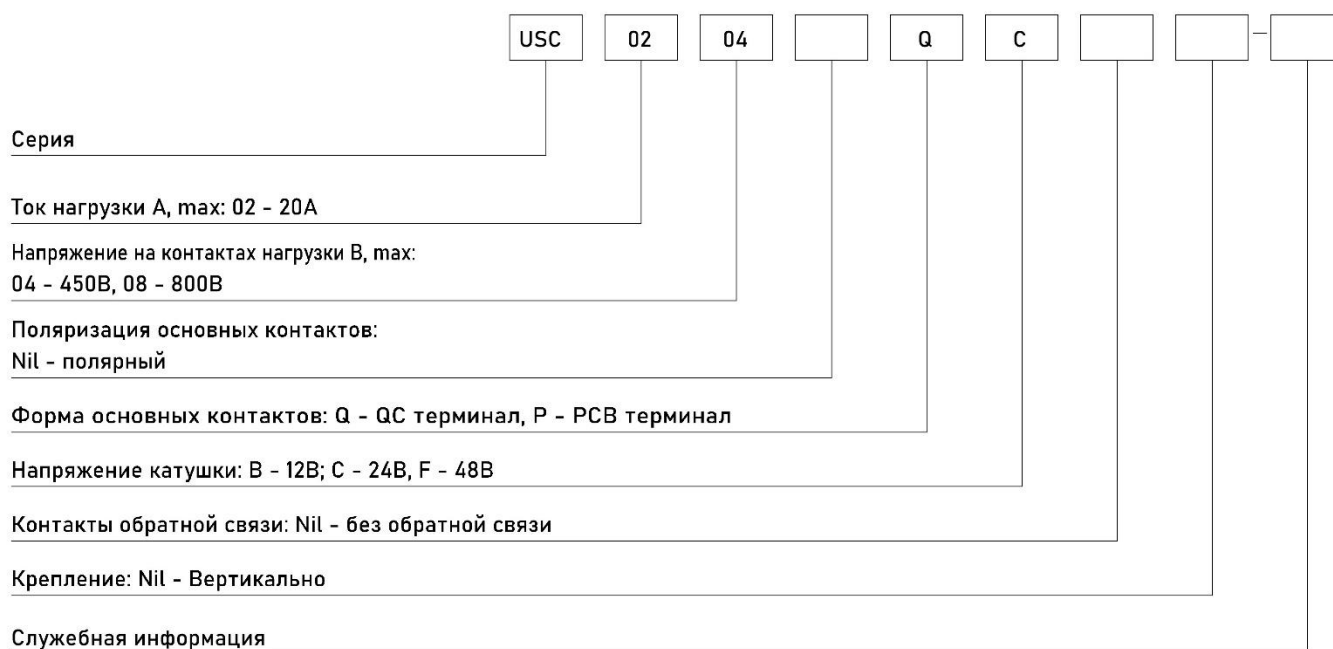 USC 02 04 Q C –
Серия
Ток нагрузки А, max: 02 - 20А
Напряжение на контактах нагрузки В, max:
04 - 450В, 08 - 800В
Поляризация основных контактов:
Nil - полярный
Форма основных контактов: Q - QC терминал, P - PCB терминал
Напряжение катушки: B - 12В; C - 24В, F - 48В
Контакты обратной связи: Nil - без обратной связи
Крепление: Nil - Вертикально
Служебная информация